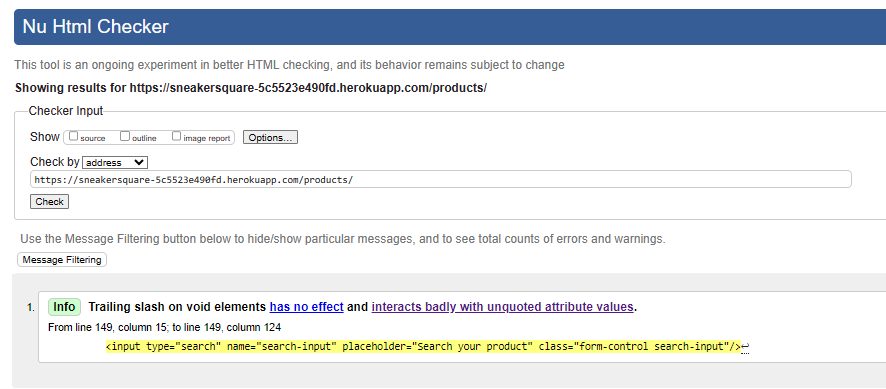 Nu Html Checker
This tool is an ongoing experiment in better HTML checking, and its behavior remains subject to change
Showing results for https://sneakersquare-5c5523e490fd.herokuapp.com/products/
Checker Input
Show source outline image report Options...
Check by address
https://sneakersquare-5c5523e490fd.herokuapp.com/products/
Check
Use the Message Filtering button below to hide/show particular messages, and to see total counts of errors and warnings.
Message Filtering
1. Info Trailing slash on void elements has no effect and interacts badly with unquoted attribute values.
From line 149, column 15; to line 149, column 124
<input type="search" name="search-input" placeholder="Search your product" class="form-control search-input"/>↩